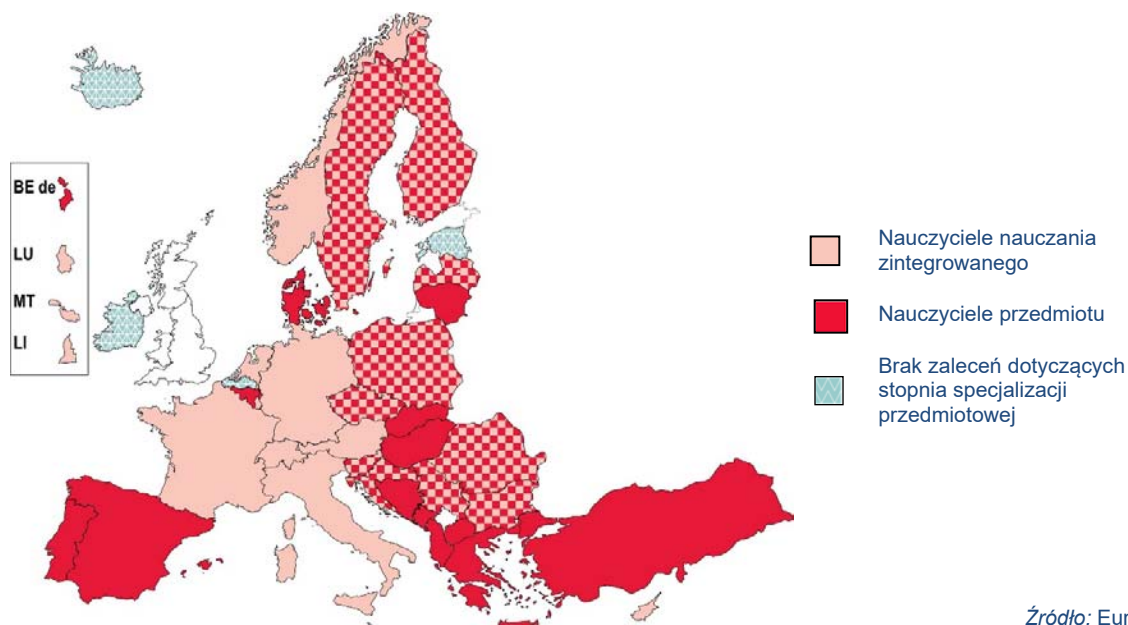 BE de
LU
MT
LI
Nauczyciele nauczania
zintegrowanego
Nauczyciele przedmiotu
Brak zaleceń dotyczących
stopnia specjalizacji
przedmiotowej
Źródło: Eur